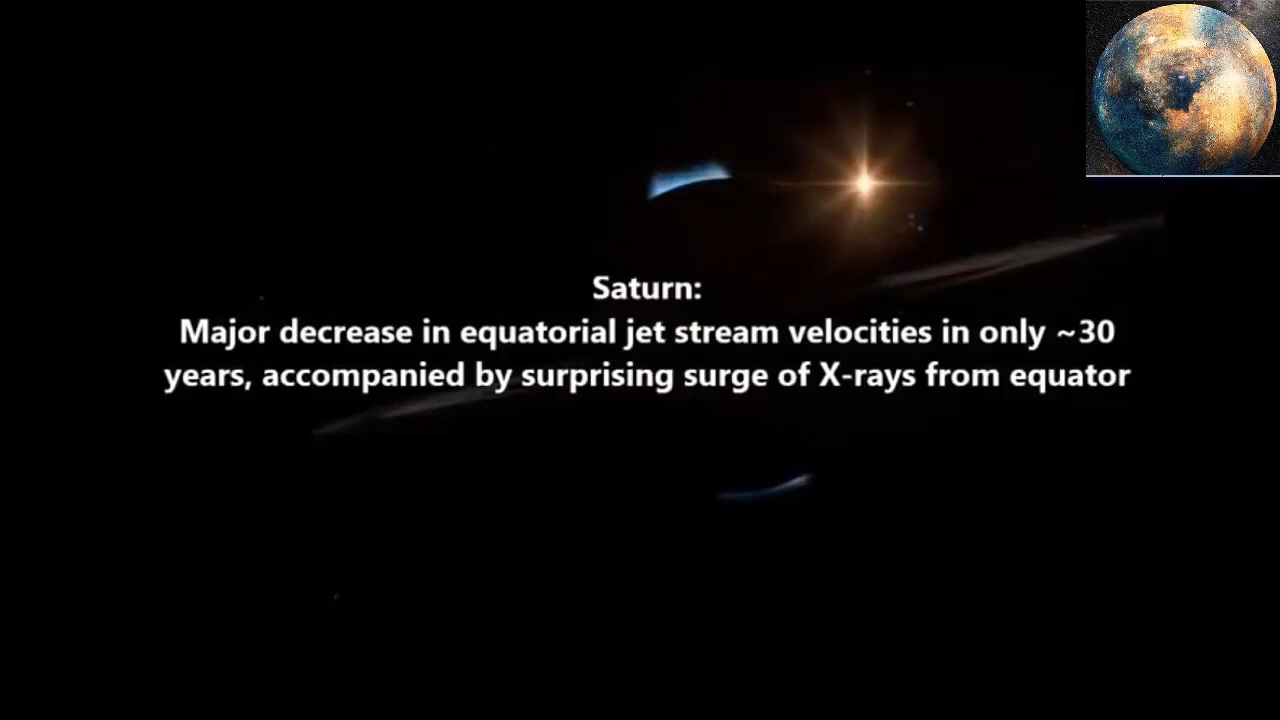 Saturn:
Major decrease in equatorial jet stream velocities in only ~30
years, accompanied by surprising surge of X-rays from equator